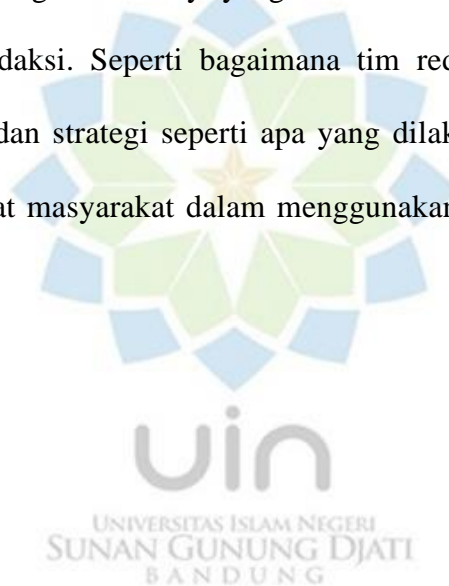 daksi. Seperti bagaimana tim red
dan strategi seperti apa yang dilak
at masyarakat dalam menggunakan
uin
UNIVERSITAS ISLAM NEGERI
SUNAN GUNUNG DJATI
BANDUNG